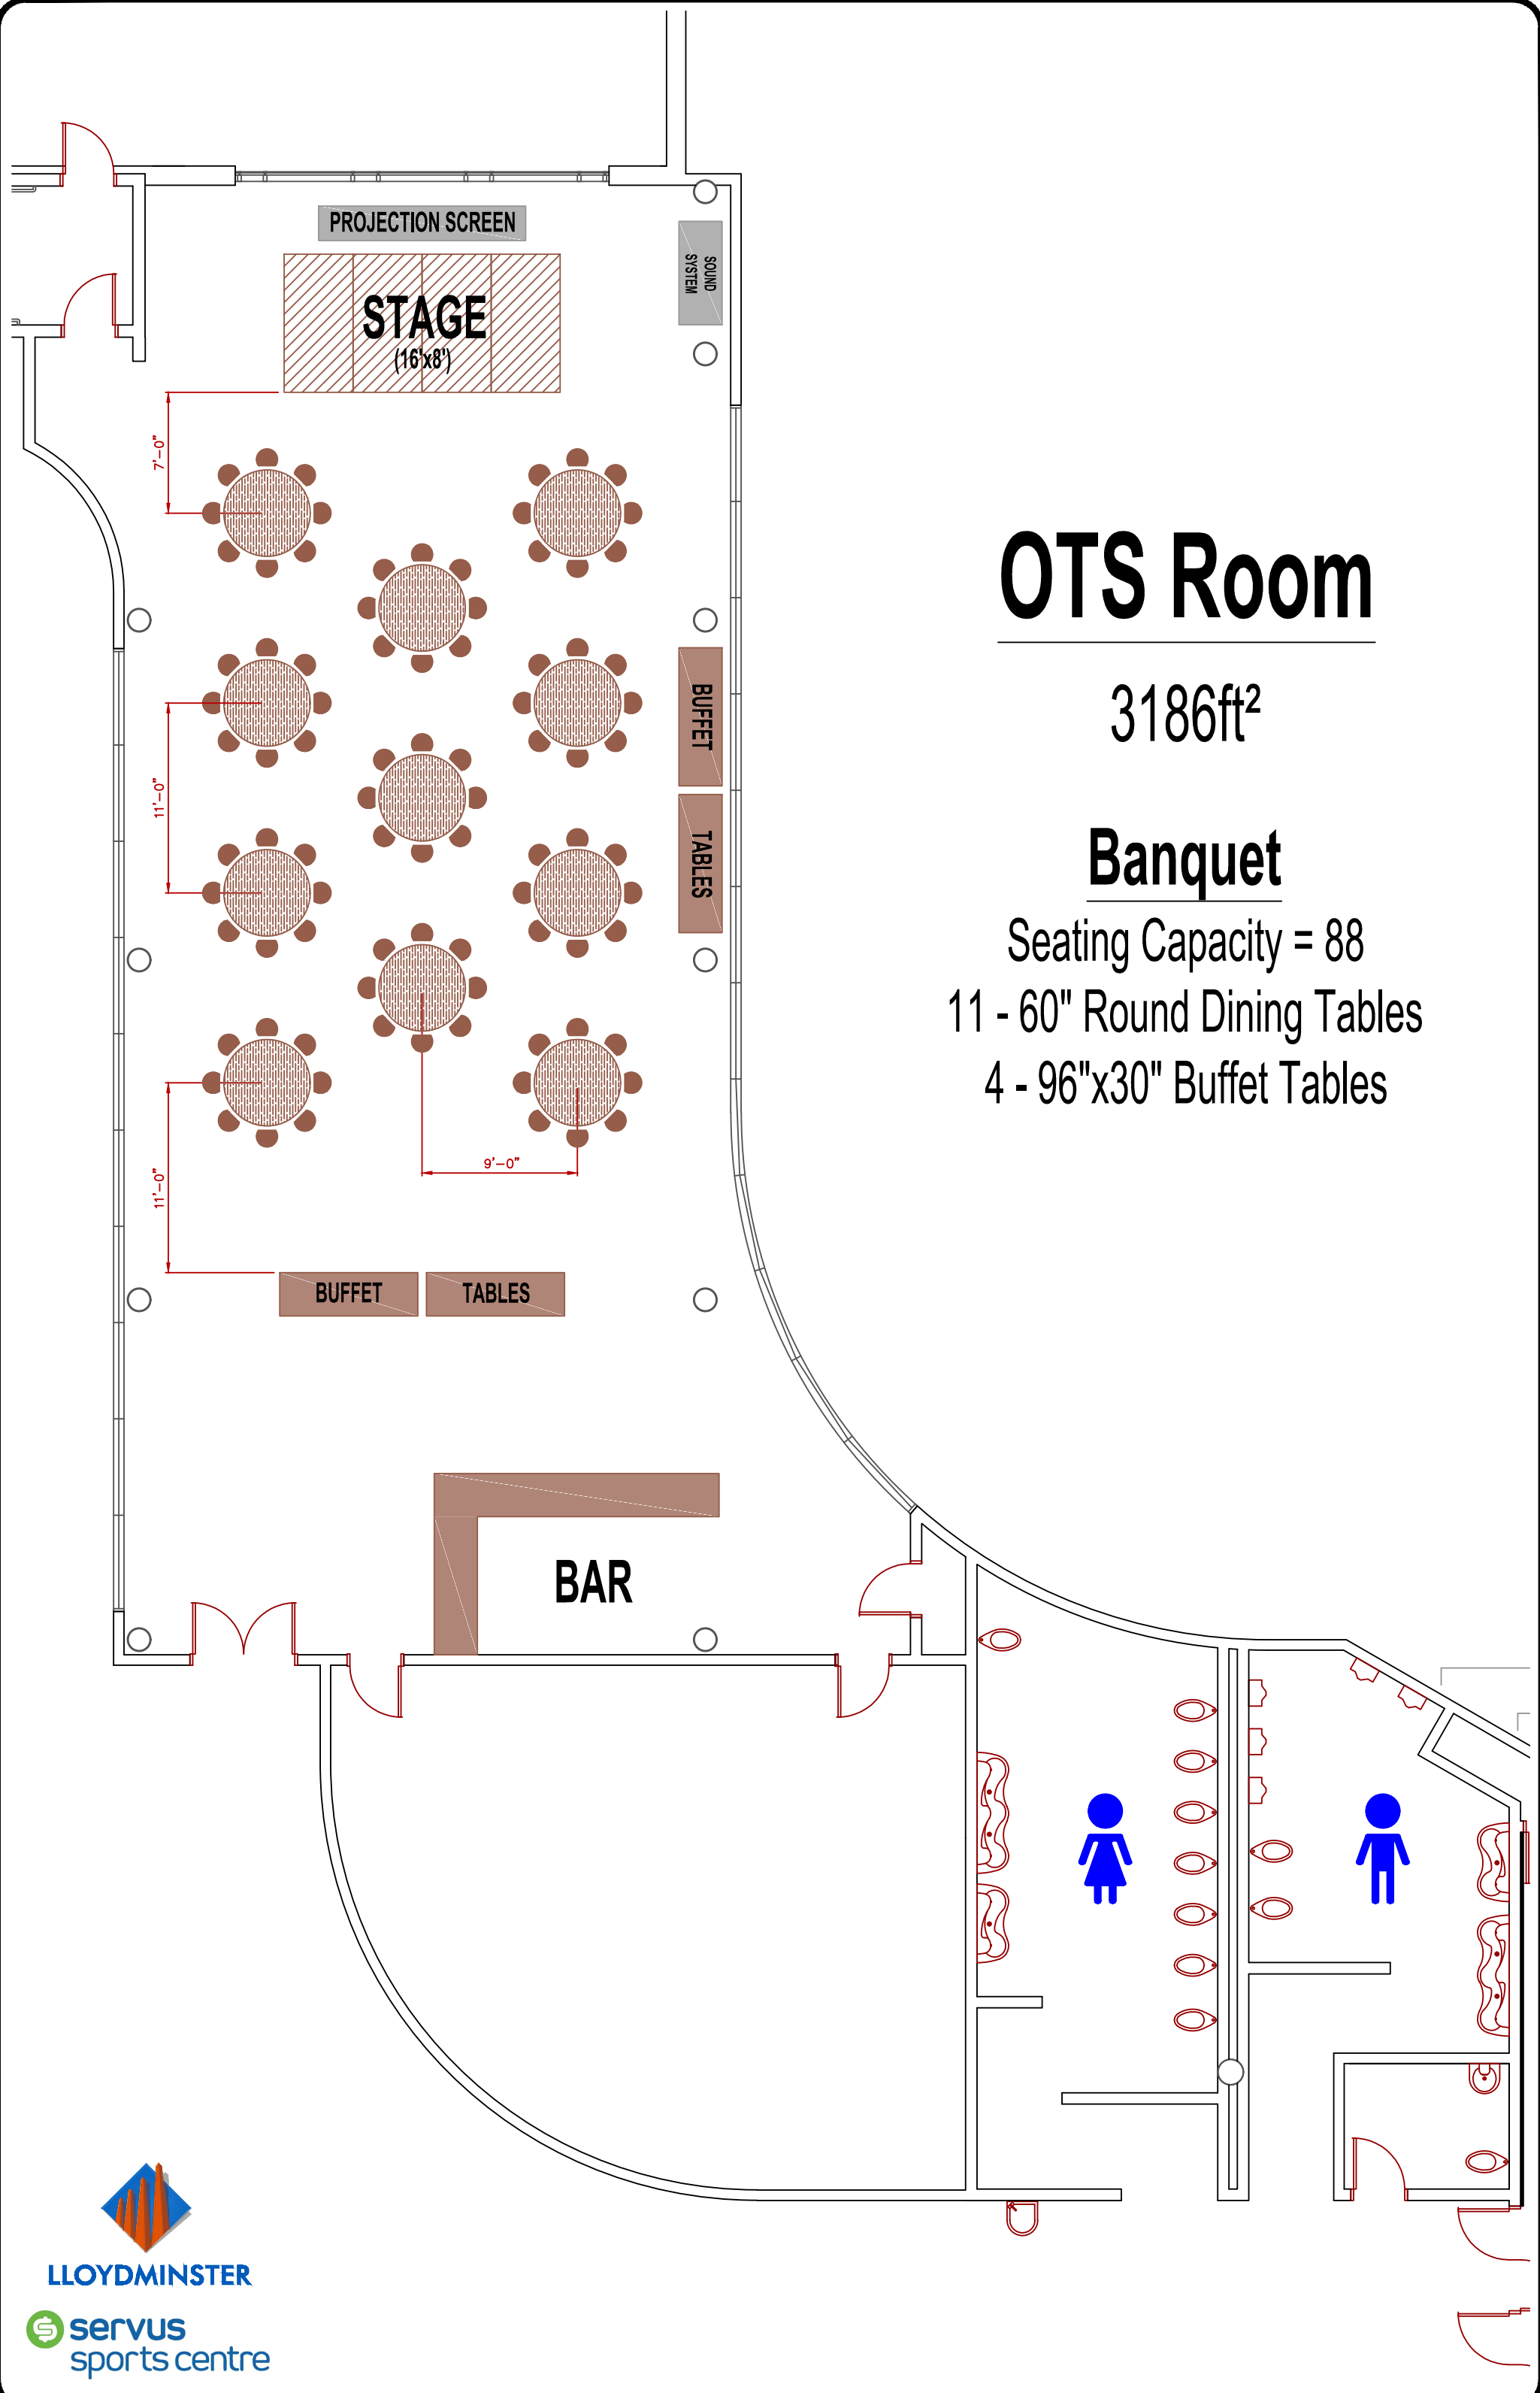 PROJECTION SCREEN
SOUND
SYSTEM
STAGE
(16'x8')
7'-0"
OTS Room
3186ft²
BUFFET
11'-0"
TABLES
Banquet
Seating Capacity = 88
11 - 60" Round Dining Tables
4 - 96"x30" Buffet Tables
9'-0"
11'-0"
BUFFET
TABLES
BAR
LLOYDMINSTER
servus
sports centre